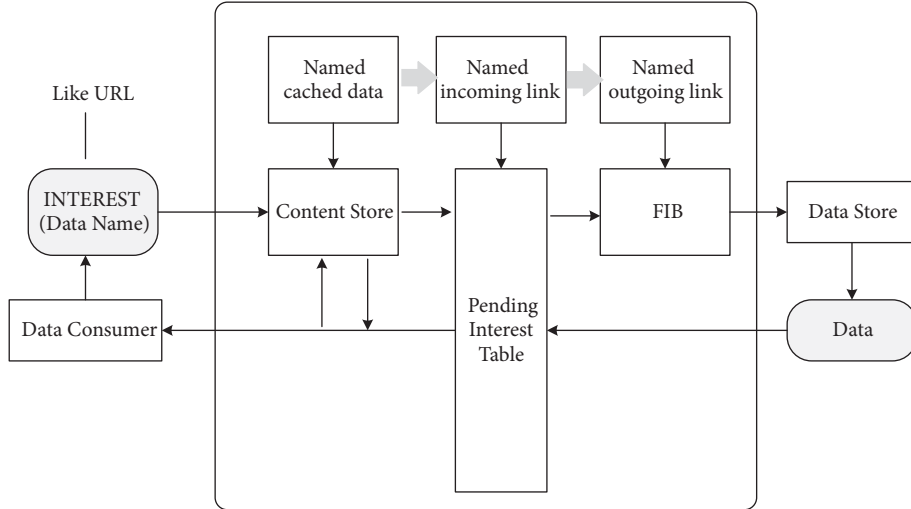 Named
cached data
Named
incoming link
Named
outgoing link
Like URL
INTEREST
(Data Name)
Content Store
FIB
Data Store
Pending
Interest
Table
Data Consumer
Data